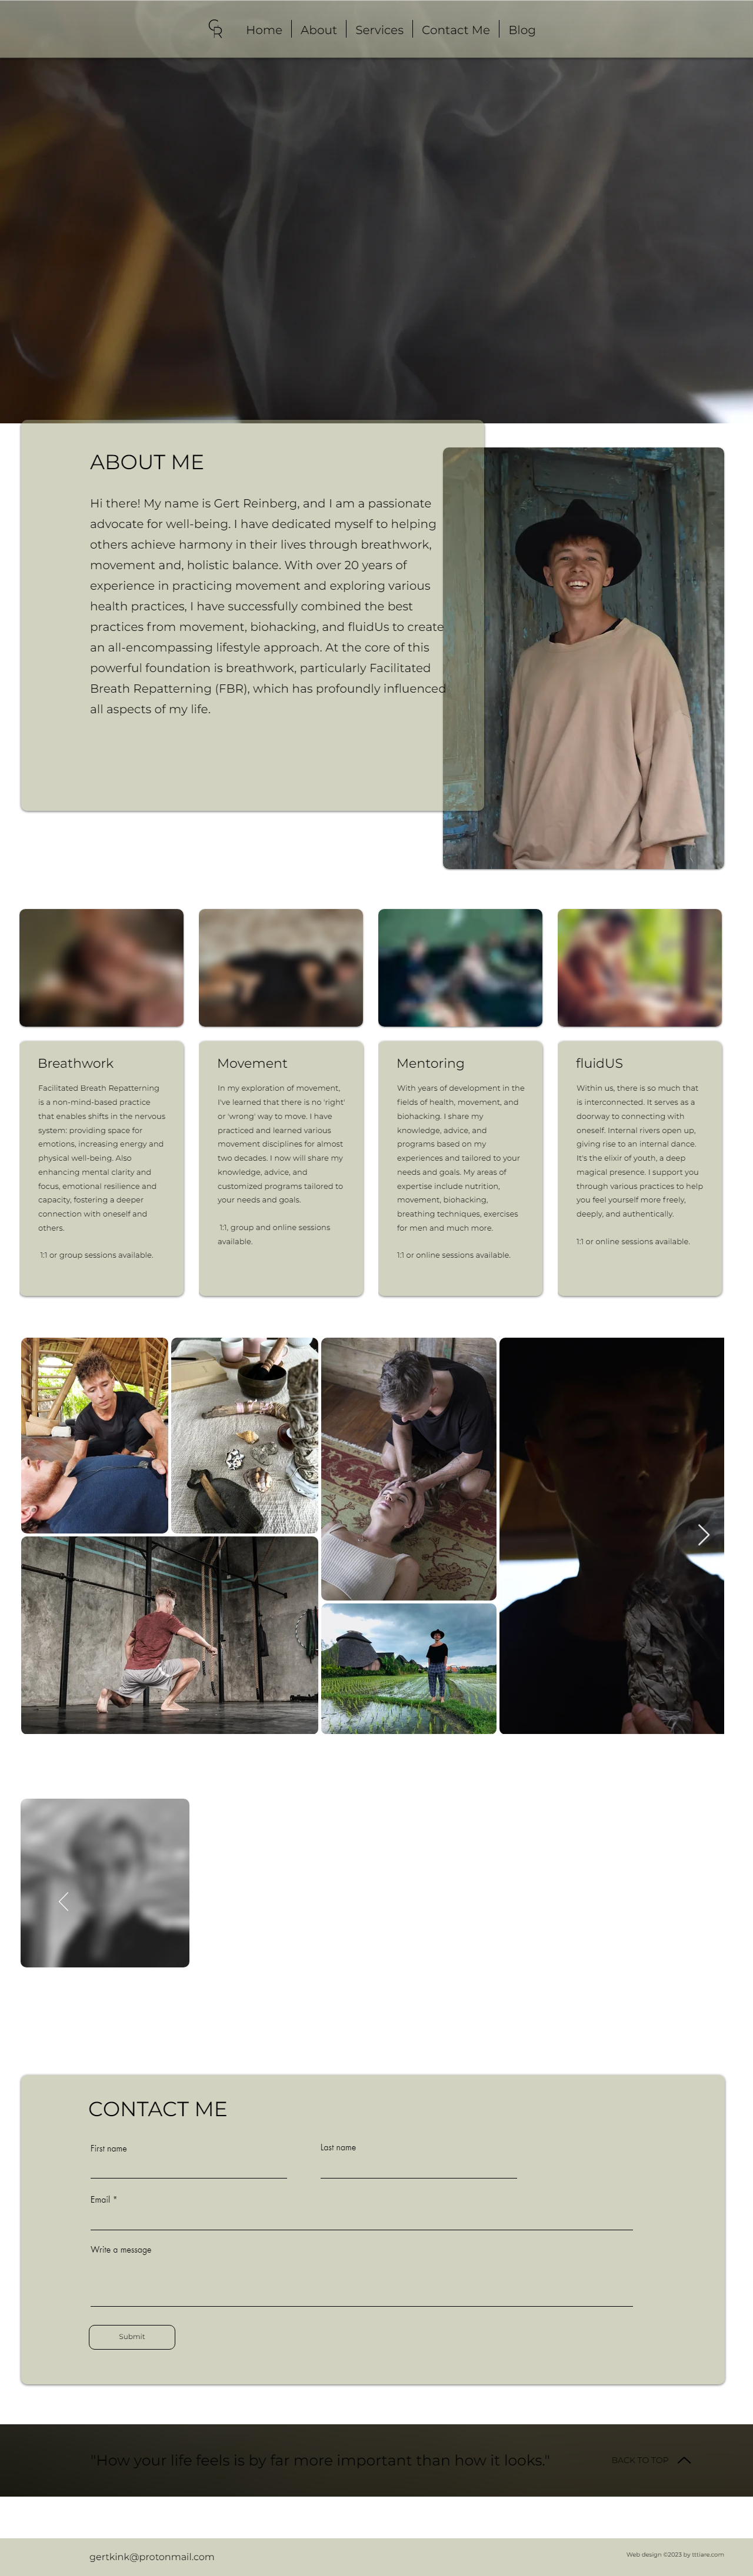 Home
About
Services
Contact Me
Blog
ABOUT ME
Hi there! My name is Gert Reinberg, and I am a passionate
advocate for well-being. I have dedicated myself to helping
others achieve harmony in their lives through breathwork,
movement and, holistic balance. With over 20 years of
experience in practicing movement and exploring various
health practices, I have successfully combined the best
practices from movement, biohacking, and fluidUs to create
an all-encompassing lifestyle approach. At the core of this
powerful foundation is breathwork, particularly Facilitated
Breath Repatterning (FBR), which has profoundly influenced
all aspects of my life.
Breathwork
Facilitated Breath Repatterning
is a non-mind-based practice
that enables shifts in the nervous
system: providing space for
emotions, increasing energy and
physical well-being. Also
enhancing mental clarity and
focus, emotional resilience and
capacity, fostering a deeper
connection with oneself and
others.
1:1 or group sessions available.
Movement
In my exploration of movement,
I've learned that there is no 'right'
or 'wrong' way to move. I have
practiced and learned various
movement disciplines for almost
two decades. I now will share my
knowledge, advice, and
customized programs tailored to
your needs and goals.
1:1, group and online sessions
available.
Mentoring
With years of development in the
fields of health, movement, and
biohacking. I share my
knowledge, advice, and
programs based on my
experiences and tailored to your
needs and goals. My areas of
expertise include nutrition,
movement, biohacking,
breathing techniques, exercises
for men and much more.
1:1 or online sessions available.
fluidUS
Within us, there is so much that
is interconnected. It serves as a
doorway to connecting with
oneself. Internal rivers open up,
giving rise to an internal dance.
It's the elixir of youth, a deep
magical presence. I support you
through various practices to help
you feel yourself more freely,
deeply, and authentically.
1:1 or online sessions available.
CONTACT ME
First name
Last name
Email *
Write a message
Submit
"How your life feels is by far more important than how it looks."
BACK TO TOP
gertkink@protonmail.com
Web design ©2023 by tttiare.com